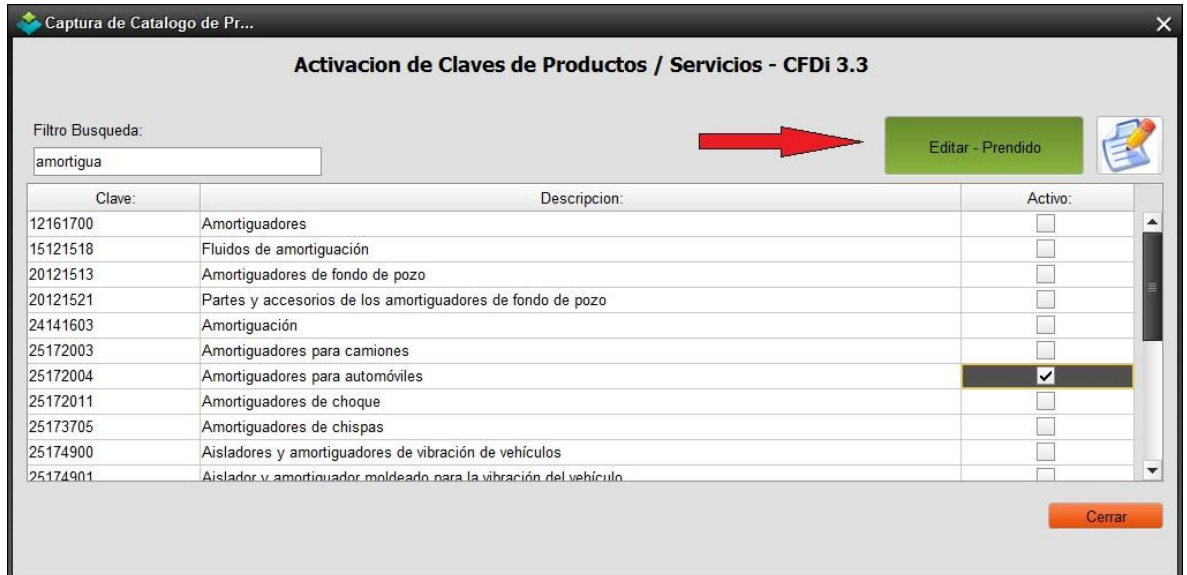 Captura de Catalogo de Pr...
Activacion de Claves de Productos / Servicios - CFDi 3.3
Filtro Busqueda:
amortigua
Editar - Prendido
Clave: Descripcion: Activo:
12161700 Amortiguadores
15121518 Fluidos de amortiguación
20121513 Amortiguadores de fondo de pozo
20121521 Partes y accesorios de los amortiguadores de fondo de pozo
24141603 Amortiguación
25172003 Amortiguadores para camiones
25172004 Amortiguadores para automóviles
25172011 Amortiguadores de choque
25173705 Amortiguadores de chispas
25174900 Aisladores y amortiguadores de vibración de vehículos
25174901 Aislador y amortiguador moldeado para la vibración del vehículo
Cerrar